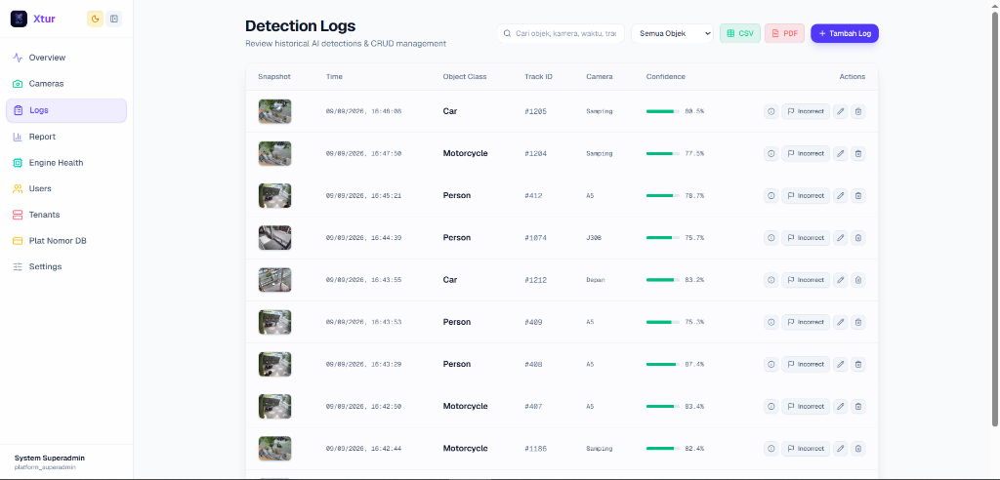 Xtur
Overview
Cameras
Logs
Report
Engine Health
Users
Tenants
Plat Nomor DB
Settings
System Superadmin
platform_superadmin
Detection Logs
Review historical AI detections & CRUD management
Cari objek, kamera, waktu, tra
Semua Objek
CSV
PDF
+ Tambah Log
Snapshot Time Object Class Track ID Camera Confidence Actions
09/09/2026, 16:48:08 Car #1205 Samping 80.5% Incorrect
09/09/2026, 16:47:50 Motorcycle #1204 Samping 77.5% Incorrect
09/09/2026, 16:45:21 Person #412 A5 78.7% Incorrect
09/09/2026, 16:44:39 Person #1074 J30B 75.7% Incorrect
09/09/2026, 16:43:55 Car #1212 Depan 83.2% Incorrect
09/09/2026, 16:43:53 Person #409 A5 75.3% Incorrect
09/09/2026, 16:43:29 Person #408 A5 87.4% Incorrect
09/09/2026, 16:42:50 Motorcycle #407 A5 83.4% Incorrect
09/09/2026, 16:42:44 Motorcycle #1186 Samping 82.4% Incorrect